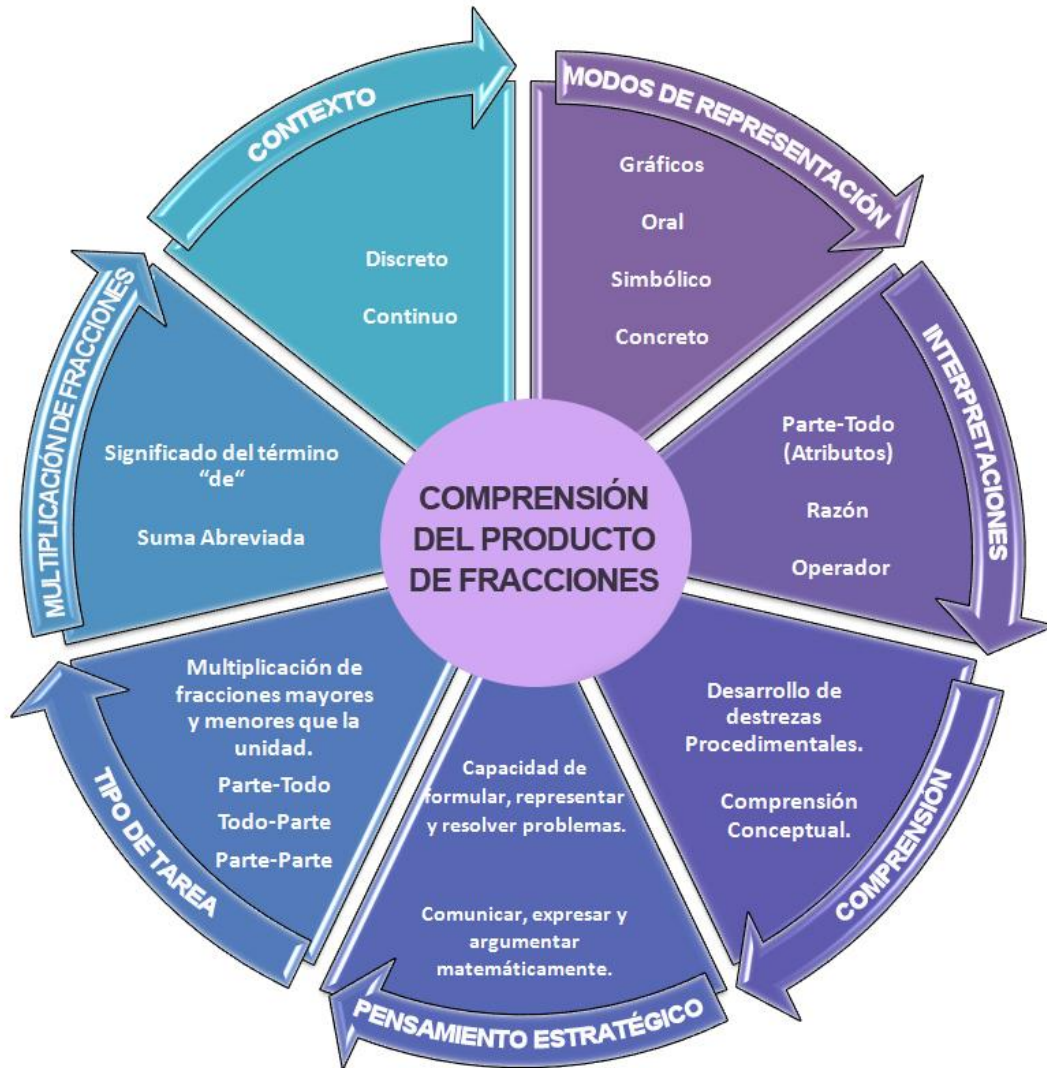 COMPRENSIÓN
DEL PRODUCTO
DE FRACCIONES
MODOS DE REPRESENTACIÓN
Gráficos
Oral
Simbólico
Concreto
INTERPRETACIONES
Parte-Todo
(Atributos)
Razón
Operador
COMPRENSIÓN
Desarrollo de
destrezas
Procedimentales.
Comprensión
Conceptual.
PENSAMIENTO ESTRATÉGICO
Capacidad de
formular, representar
y resolver problemas.
Comunicar, expresar y
argumentar
matemáticamente.
TIPO DE TAREA
Multiplicación de
fracciones mayores
y menores que la
unidad.
Parte-Todo
Todo-Parte
Parte-Parte
MULTIPLICACIÓN DE FRACCIONES
Significado del término
“de“
Suma Abreviada
CONTEXTO
Discreto
Continuo